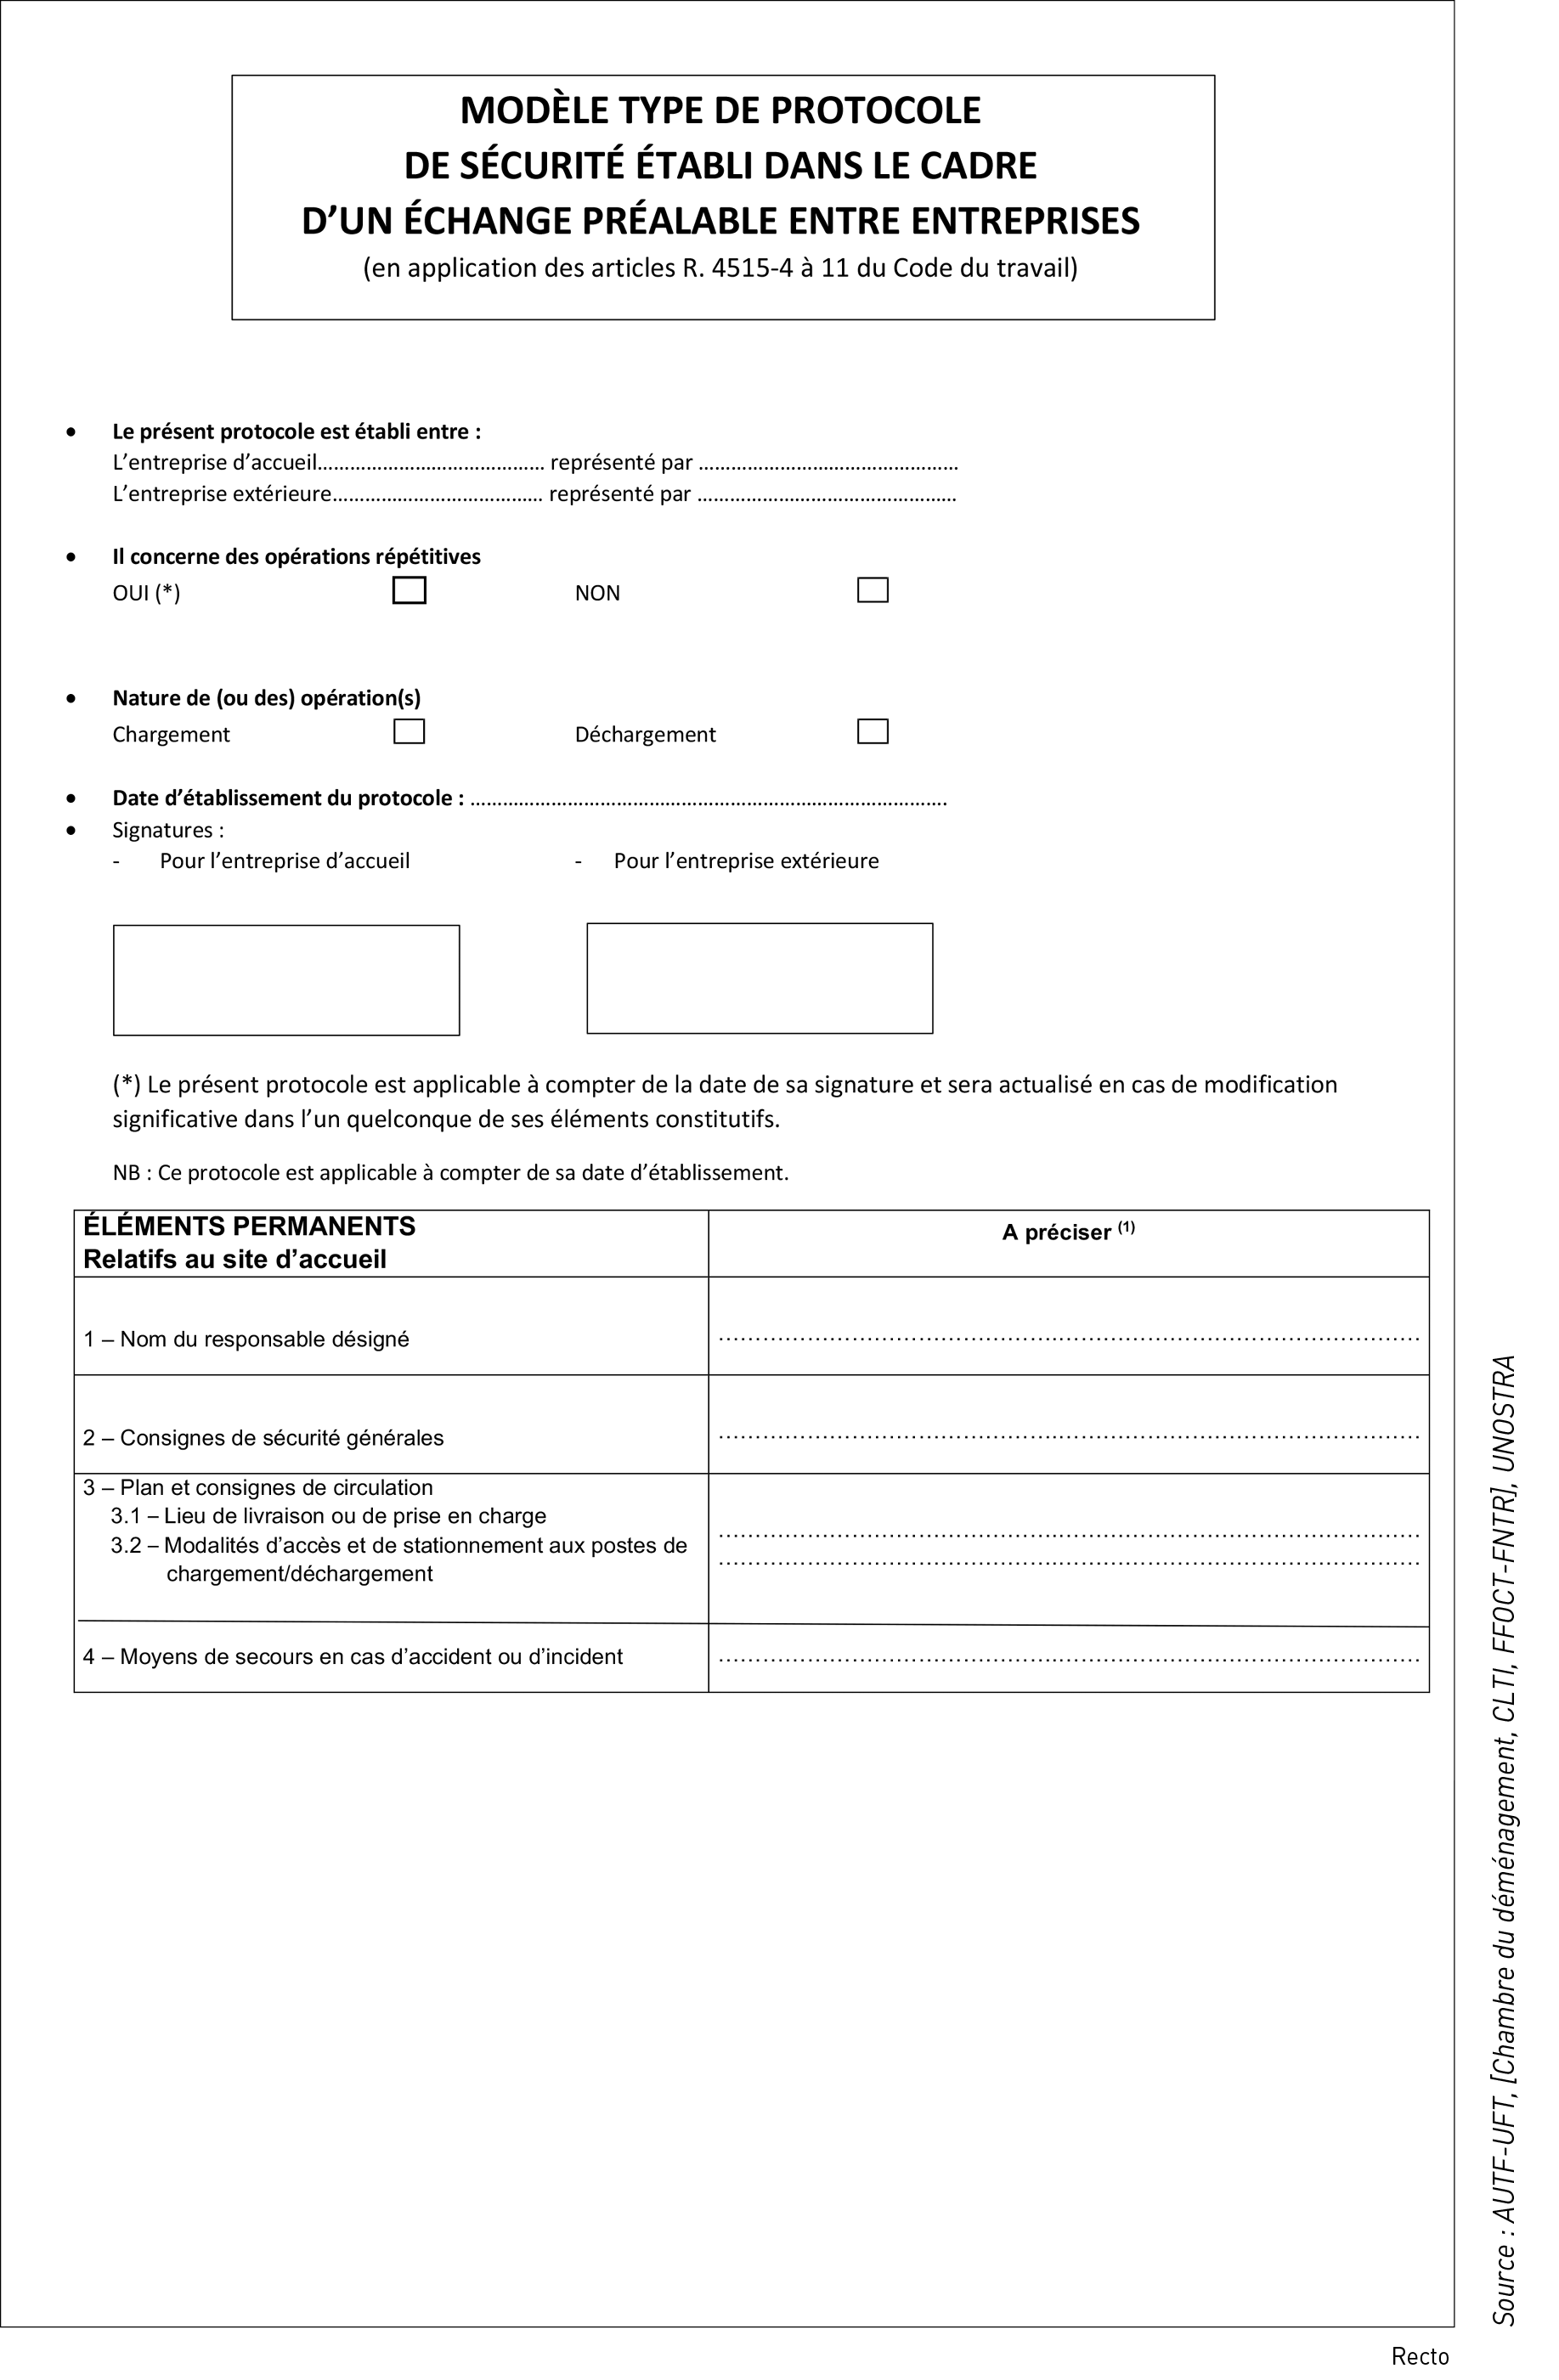 MODÈLE TYPE DE PROTOCOLE
DE SÉCURITÉ ÉTABLI DANS LE CADRE
D’UN ÉCHANGE PRÉALABLE ENTRE ENTREPRISES
(en application des articles R. 4515-4 à 11 du Code du travail)
• Le présent protocole est établi entre :
L’entreprise d’accueil…………………………………… représenté par …………………………………………
L’entreprise extérieure………………………………… représenté par …………………………………………
• Il concerne des opérations répétitives
OUI (*) NON
• Nature de (ou des) opération(s)
Chargement Déchargement
• Date d’établissement du protocole : …………………………………………………………………………….
• Signatures :
- Pour l’entreprise d’accueil - Pour l’entreprise extérieure
(*) Le présent protocole est applicable à compter de la date de sa signature et sera actualisé en cas de modification
significative dans l’un quelconque de ses éléments constitutifs.
NB : Ce protocole est applicable à compter de sa date d’établissement.
ÉLÉMENTS PERMANENTS
Relatifs au site d’accueil
A préciser (1)
1 – Nom du responsable désigné ……………………………………………………………………………
2 – Consignes de sécurité générales ……………………………………………………………………………
3 – Plan et consignes de circulation
3.1 – Lieu de livraison ou de prise en charge ……………………………………………………………………………
3.2 – Modalités d’accès et de stationnement aux postes de
chargement/déchargement ……………………………………………………………………………
4 – Moyens de secours en cas d’accident ou d’incident ……………………………………………………………………………
Source : AUTF-UFT, [Chambre du déménagement, CLTI, FFOCT-FNTR], UNOSTRA
Recto